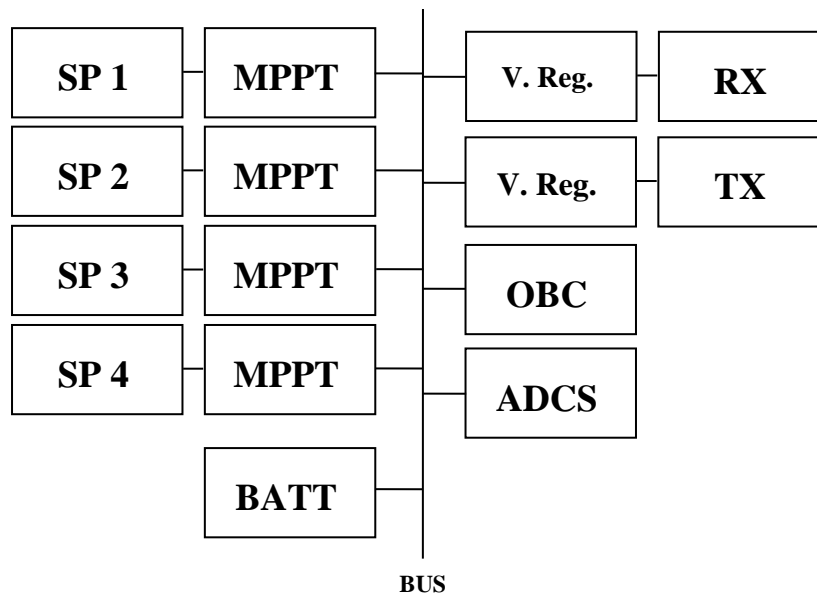 SP 1
MPPT
V. Reg.
RX
SP 2
MPPT
V. Reg.
TX
SP 3
MPPT
OBC
SP 4
MPPT
ADCS
BATT
BUS